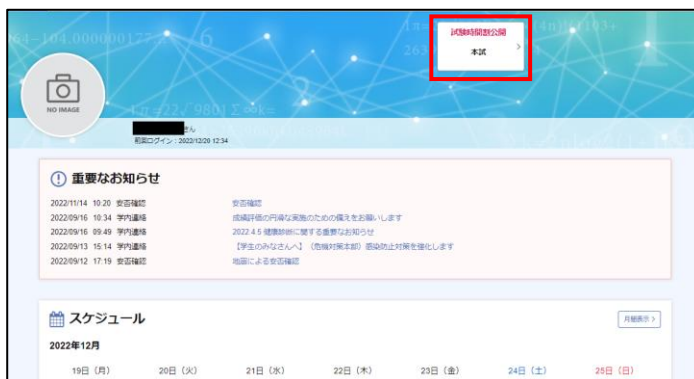 試験時間割公開
本試
NO IMAGE
さん
前回ログイン：2022/12/20 12:34
重要なお知らせ
2022/11/14 10:20 安否確認 安否確認
2022/09/16 10:34 学内連絡 成績評価の円滑な実施のための備えをお願いします
2022/09/16 09:49 学内連絡 2022.4.5 健康診断に関する重要なお知らせ
2022/09/13 15:14 学内連絡 【学生のみなさんへ】（危機対策本部）感染防止対策を強化します
2022/09/12 17:19 安否確認 地震による安否確認
スケジュール
月間表示 >
2022年12月
19日（月） 20日（火） 21日（水） 22日（木） 23日（金） 24日（土） 25日（日）